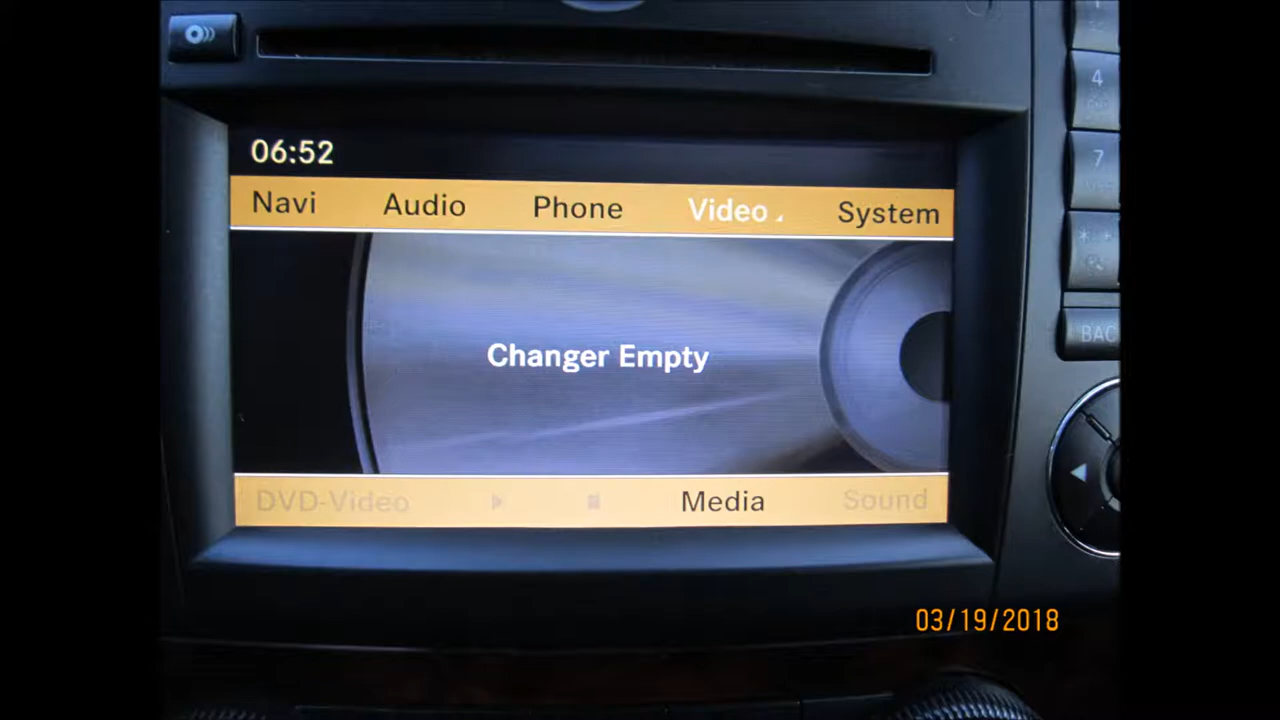 06:52
Navi Audio Phone Video System
Changer Empty
DVD-Video Media Sound
4
7
BAC
03/19/2018